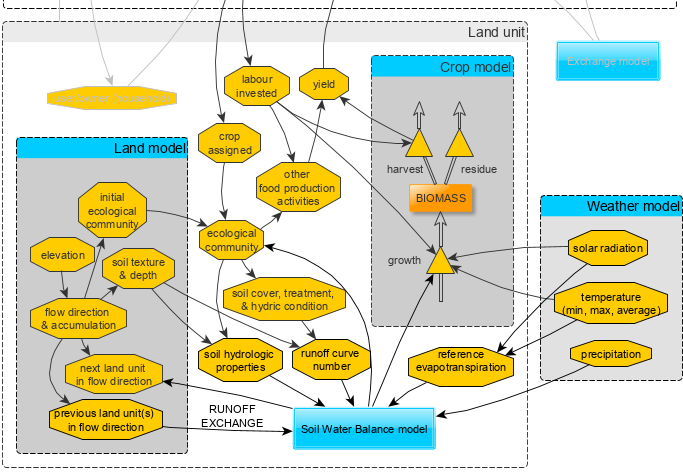 Land unit
Exchange model
Crop model
labour
invested
yield
crop
assigned
Land model
harvest
residue
other
food production
activities
BIOMASS
initial
ecological
community
Weather model
ecological
community
solar radiation
elevation
soil texture
& depth
growth
soil cover, treatment,
& hydric condition
temperature
(min, max, average)
flow direction
& accumulation
soil hydrologic
properties
runoff curve
number
reference
evapotranspiration
precipitation
next land unit
in flow direction
previous land unit(s)
in flow direction
RUNOFF
EXCHANGE
Soil Water Balance model